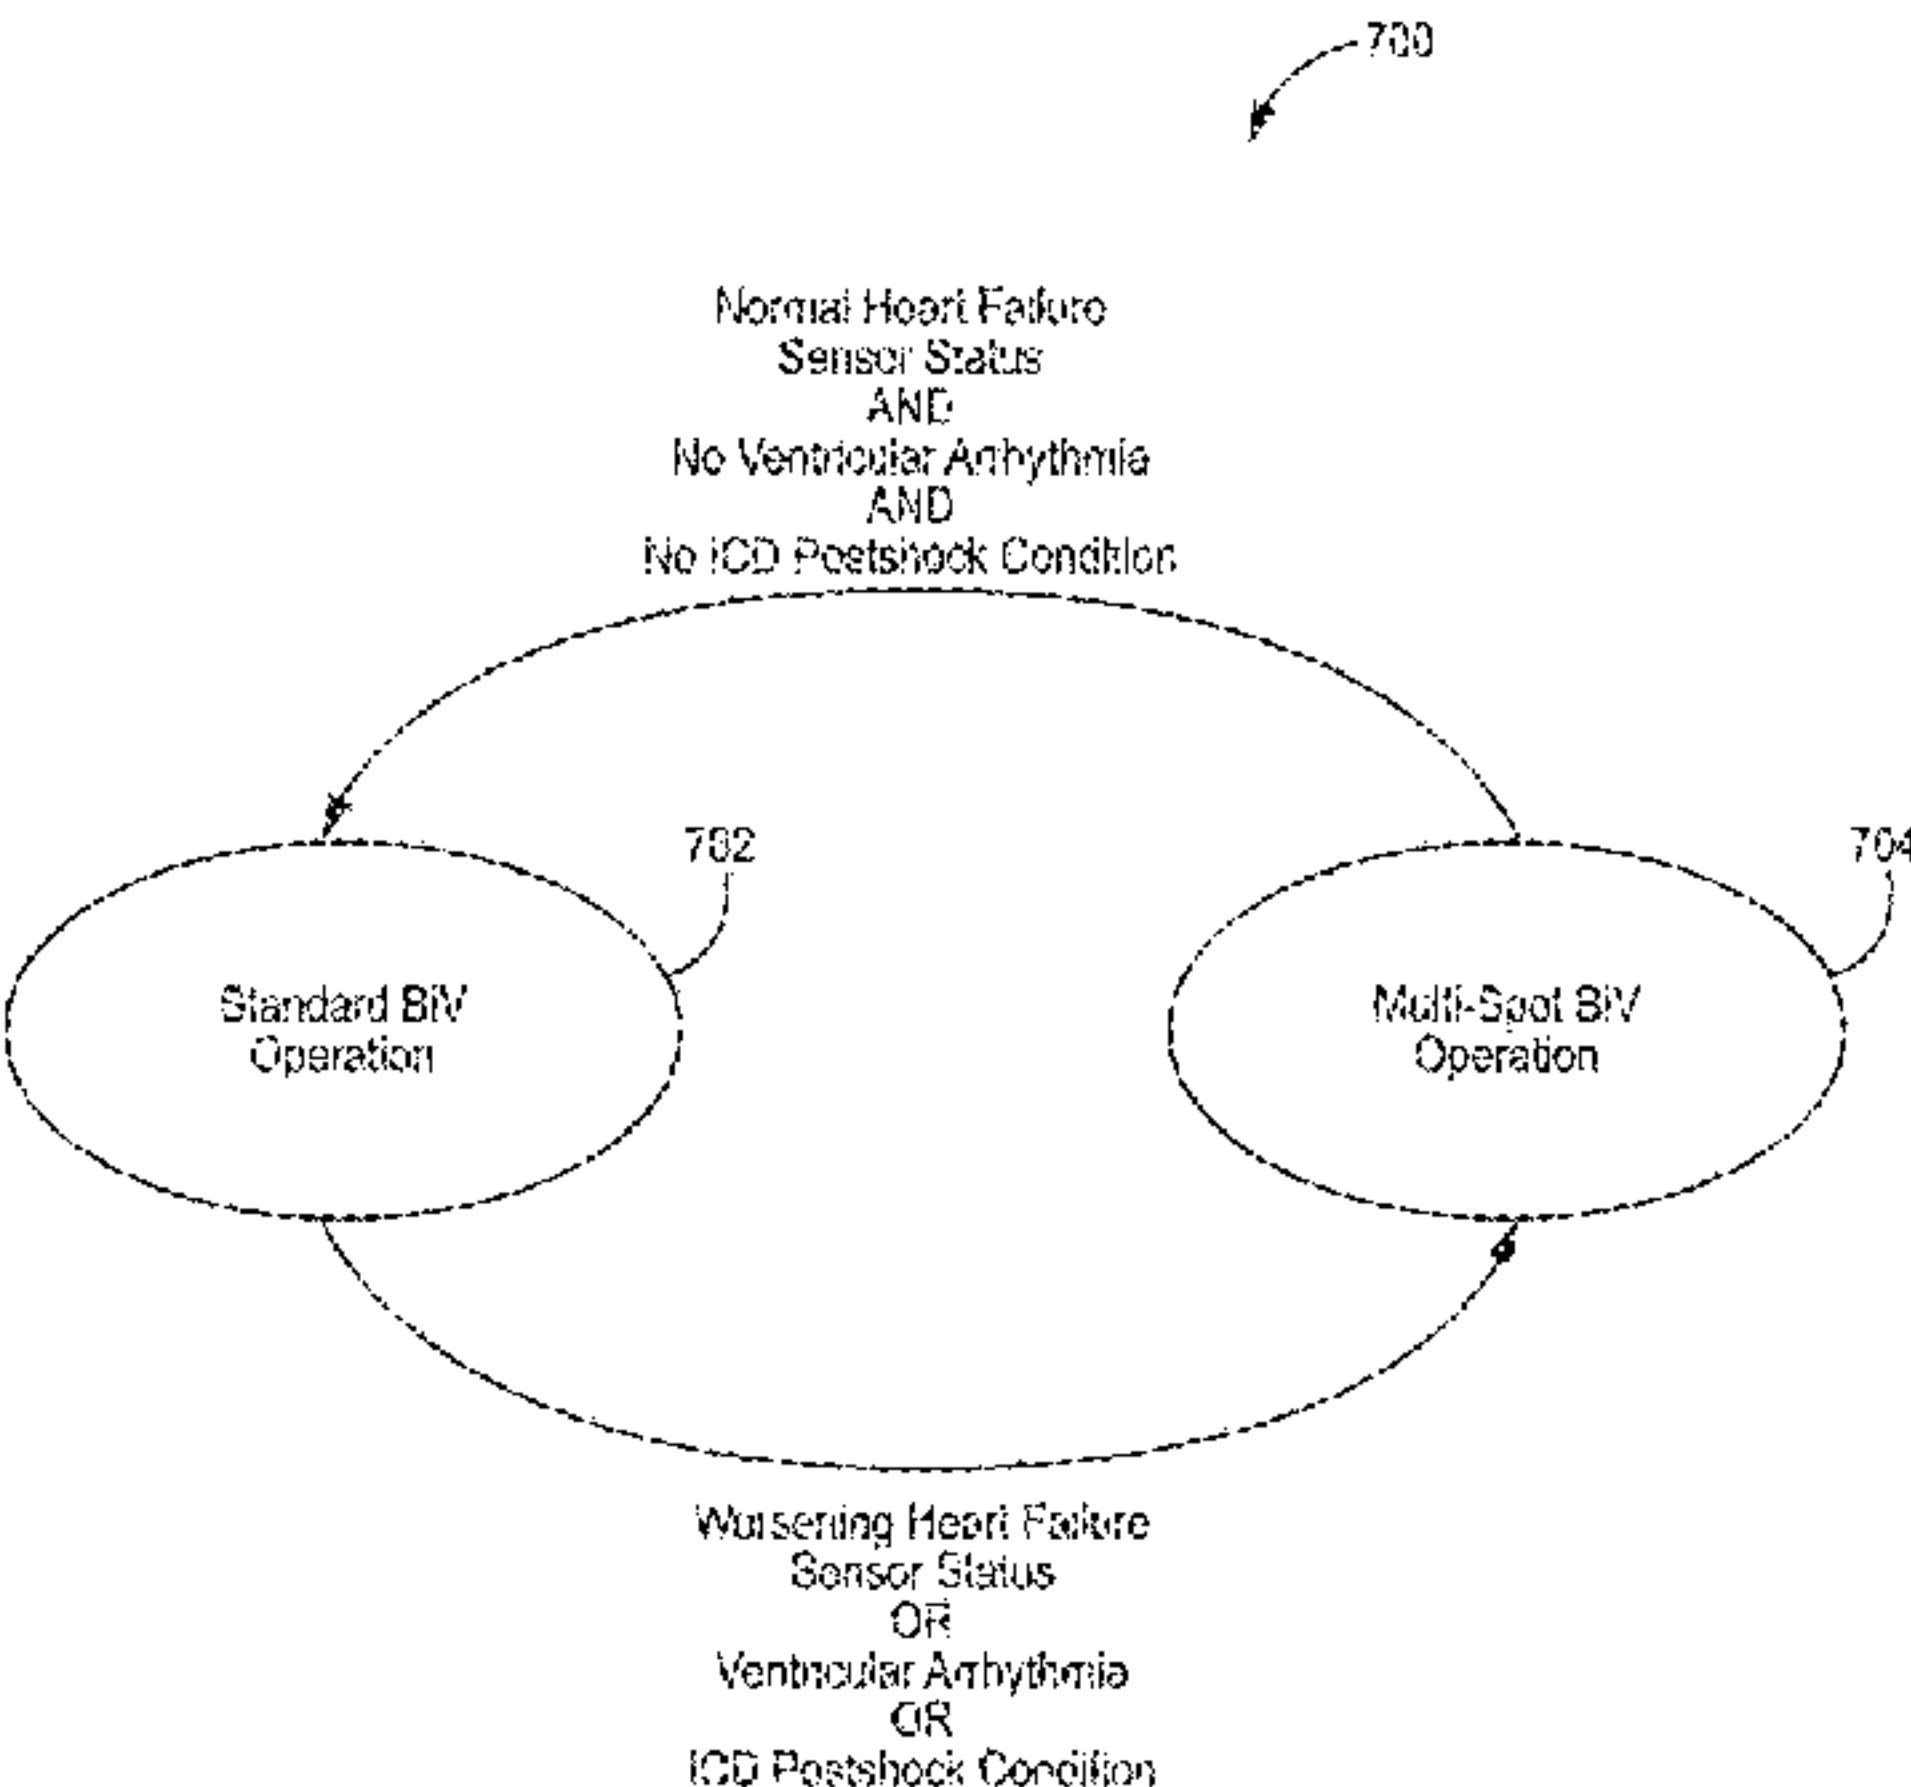 700
Normal Heart Failure
Sensor Status
AND
No Ventricular Arrhythmia
AND
No ICD Postshock Condition
702
704
Standard BiV
Operation
Multi-Spot BiV
Operation
Worsening Heart Failure
Sensor Status
OR
Ventricular Arrhythmia
OR
ICD Postshock Condition